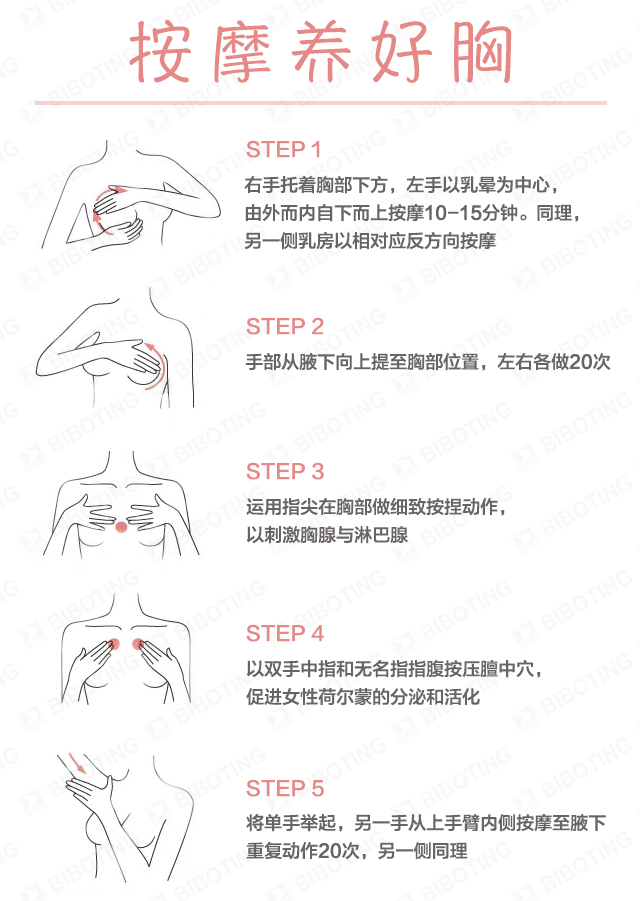 按摩养好胸
STEP 1
右手托着胸部下方，左手以乳晕为中心，
由外而内自下而上按摩10-15分钟。同理，
另一侧乳房以相对应反方向按摩
STEP 2
手部从腋下向上提至胸部位置，左右各做20次
STEP 3
运用指尖在胸部做细致按捏动作，
以刺激胸腺与淋巴腺
STEP 4
以双手中指和无名指指腹按压膻中穴，
促进女性荷尔蒙的分泌和活化
STEP 5
将单手举起，另一手从上手臂内侧按摩至腋下
重复动作20次，另一侧同理
BIBOTING